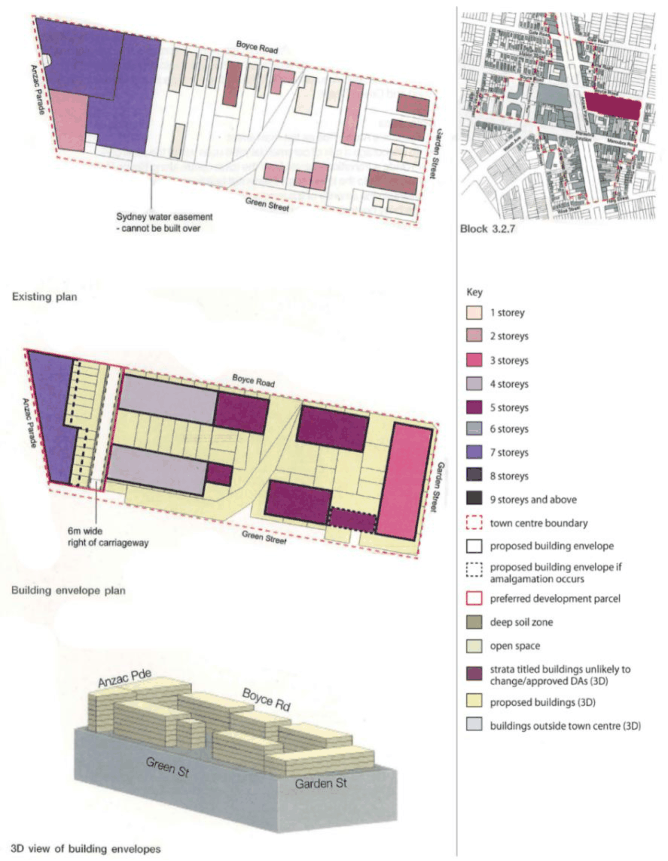 Boyce Road
Anzac Parade
Garden Street
Green Street
Sydney water easement
- cannot be built over
Existing plan
Block 3.2.7
Boyce Road
Anzac Parade
Garden Street
Green Street
6m wide
right of carriageway
Building envelope plan
Anzac Pde
Boyce Rd
Green St
Garden St
3D view of building envelopes
Key
1 storey
2 storeys
3 storeys
4 storeys
5 storeys
6 storeys
7 storeys
8 storeys
9 storeys and above
town centre boundary
proposed building envelope
proposed building envelope if
amalgamation occurs
preferred development parcel
deep soil zone
open space
strata titled buildings unlikely to
change/approved DAs (3D)
proposed buildings (3D)
buildings outside town centre (3D)